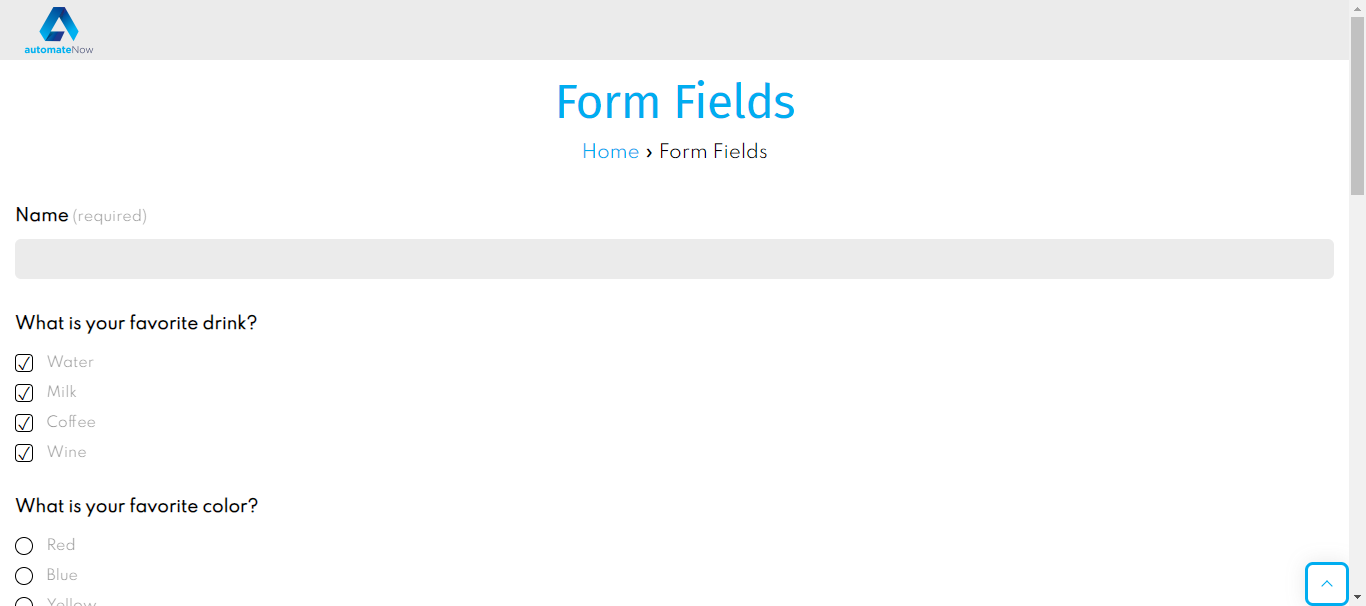 automateNow
Form Fields
Home › Form Fields
Name (required)
What is your favorite drink?
Water
Milk
Coffee
Wine
What is your favorite color?
Red
Blue
Yellow